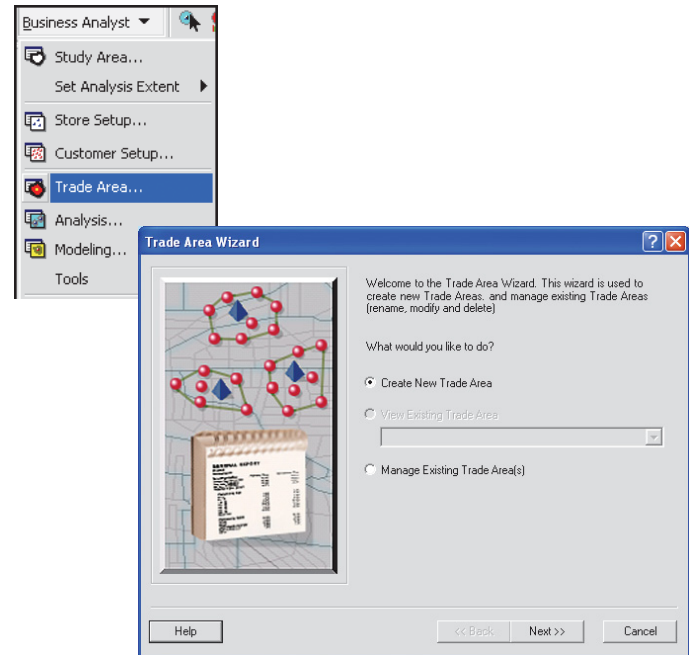 Business Analyst
Study Area...
Set Analysis Extent
Store Setup...
Customer Setup...
Trade Area...
Analysis...
Modeling...
Tools
Trade Area Wizard
Welcome to the Trade Area Wizard. This wizard is used to
create new Trade Areas. and manage existing Trade Areas
(rename, modify and delete)
What would you like to do?
Create New Trade Area
View Existing Trade Area
Manage Existing Trade Area(s)
Help
<< Back
Next >>
Cancel